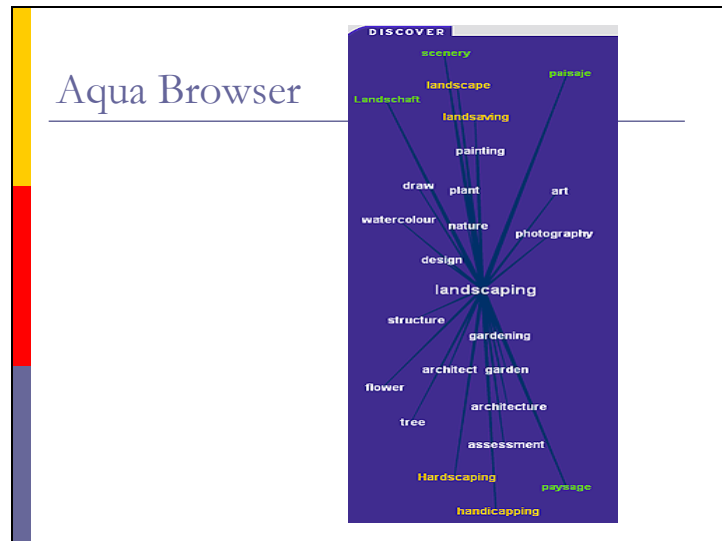 Aqua Browser
DISCOVER
scenery
paisaje
landscape
Landschaft
landsaving
painting
draw
plant
art
watercolour
nature
photography
design
landscaping
structure
gardening
architect
garden
flower
architecture
tree
assessment
Hardscaping
paysage
handicapping